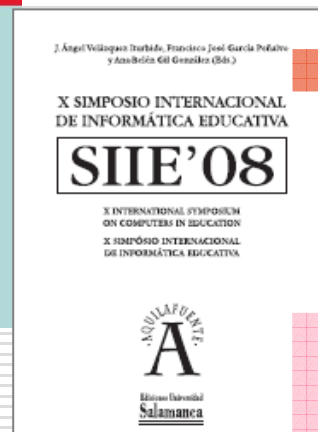 J. Ángel Velázquez Iturbide, Francisco José García Peñalvo
y Ana Belén Gil González (Eds.)
X SIMPOSIO INTERNACIONAL
DE INFORMÁTICA EDUCATIVA
SIIE'08
X INTERNATIONAL SYMPOSIUM
ON COMPUTERS IN EDUCATION
X SIMPÓSIO INTERNACIONAL
DE INFORMÁTICA EDUCATIVA
AQUILAFUENTE
A
Ediciones Universidad
Salamanca